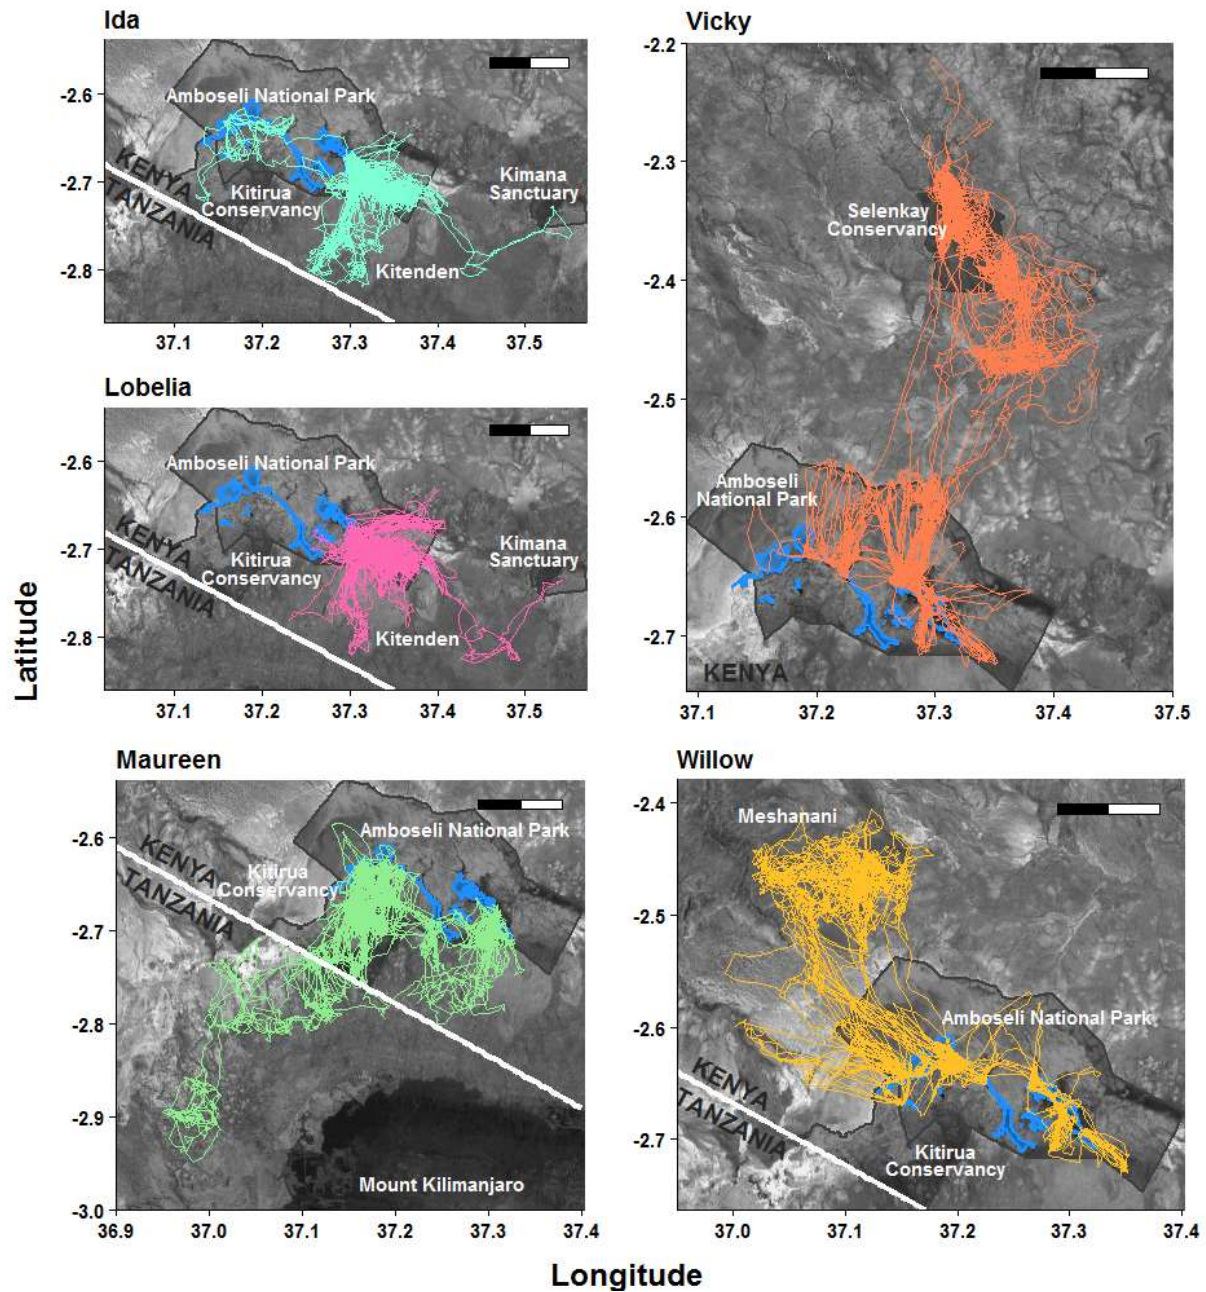 Ida
-2.6
-2.7
-2.8
Amboseli National Park
KENYA
TANZANIA
Kitirua
Conservancy
Kimana
Sanctuary
Kitenden
37.1 37.2 37.3 37.4 37.5
Lobelia
-2.6
-2.7
-2.8
Amboseli National Park
KENYA
TANZANIA
Kitirua
Conservancy
Kimana
Sanctuary
Kitenden
37.1 37.2 37.3 37.4 37.5
Maureen
-2.6
-2.7
-2.8
-2.9
-3.0
Amboseli National Park
KENYA
TANZANIA
Kitirua
Conservancy
Mount Kilimanjaro
36.9 37.0 37.1 37.2 37.3 37.4
Vicky
-2.2
-2.3
-2.4
-2.5
-2.6
-2.7
Selenkay
Conservancy
Amboseli
National Park
KENYA
37.1 37.2 37.3 37.4 37.5
Willow
-2.4
-2.5
-2.6
-2.7
Meshanani
Amboseli National Park
KENYA
TANZANIA
Kitirua
Conservancy
37.0 37.1 37.2 37.3 37.4
Latitude
Longitude